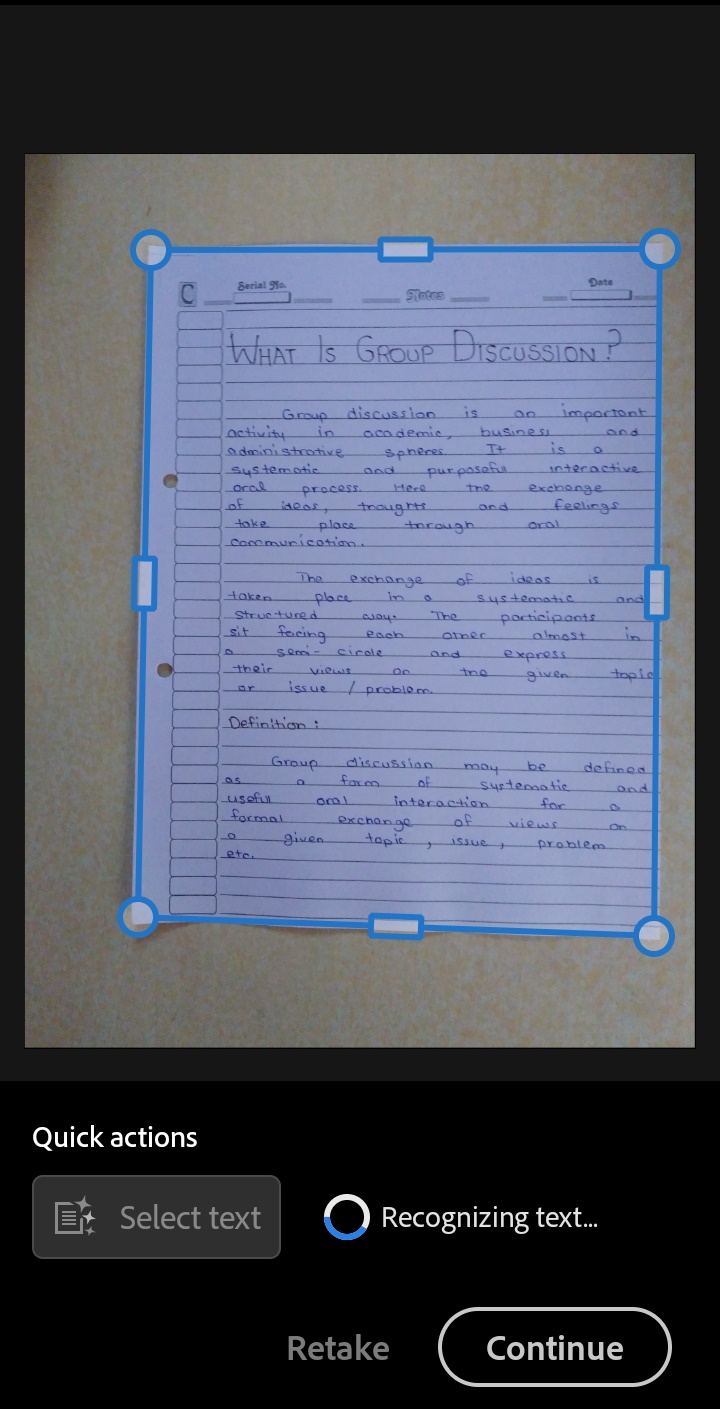 C
Serial No.
Notes
Date
WHAT IS GROUP DISCUSSION?
Group discussion is an important
activity in academic, business and
administrative spheres. It is a
systematic and purposeful interactive
oral process. Here the exchange
of ideas, thoughts and feelings
take place through oral
communication.
The exchange of ideas is
taken place in a systematic and
structured way. The participants
sit facing each other almost in
a semi-circle and express
their views on the given topic
or issue / problem.
Definition :
Group discussion may be defined
as a form of systematic and
useful oral interaction for a
formal exchange of views on
a given topic , issue , problem
etc.
Quick actions
Select text
Recognizing text...
Retake
Continue